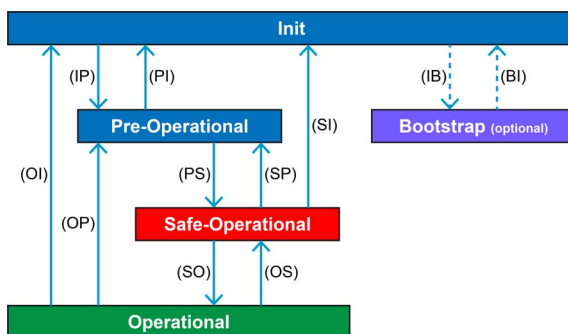 Init
(IP)
(PI)
(IB)
(BI)
Pre-Operational
Bootstrap (optional)
(SI)
(OI)
(PS)
(SP)
(OP)
Safe-Operational
(SO)
(OS)
Operational